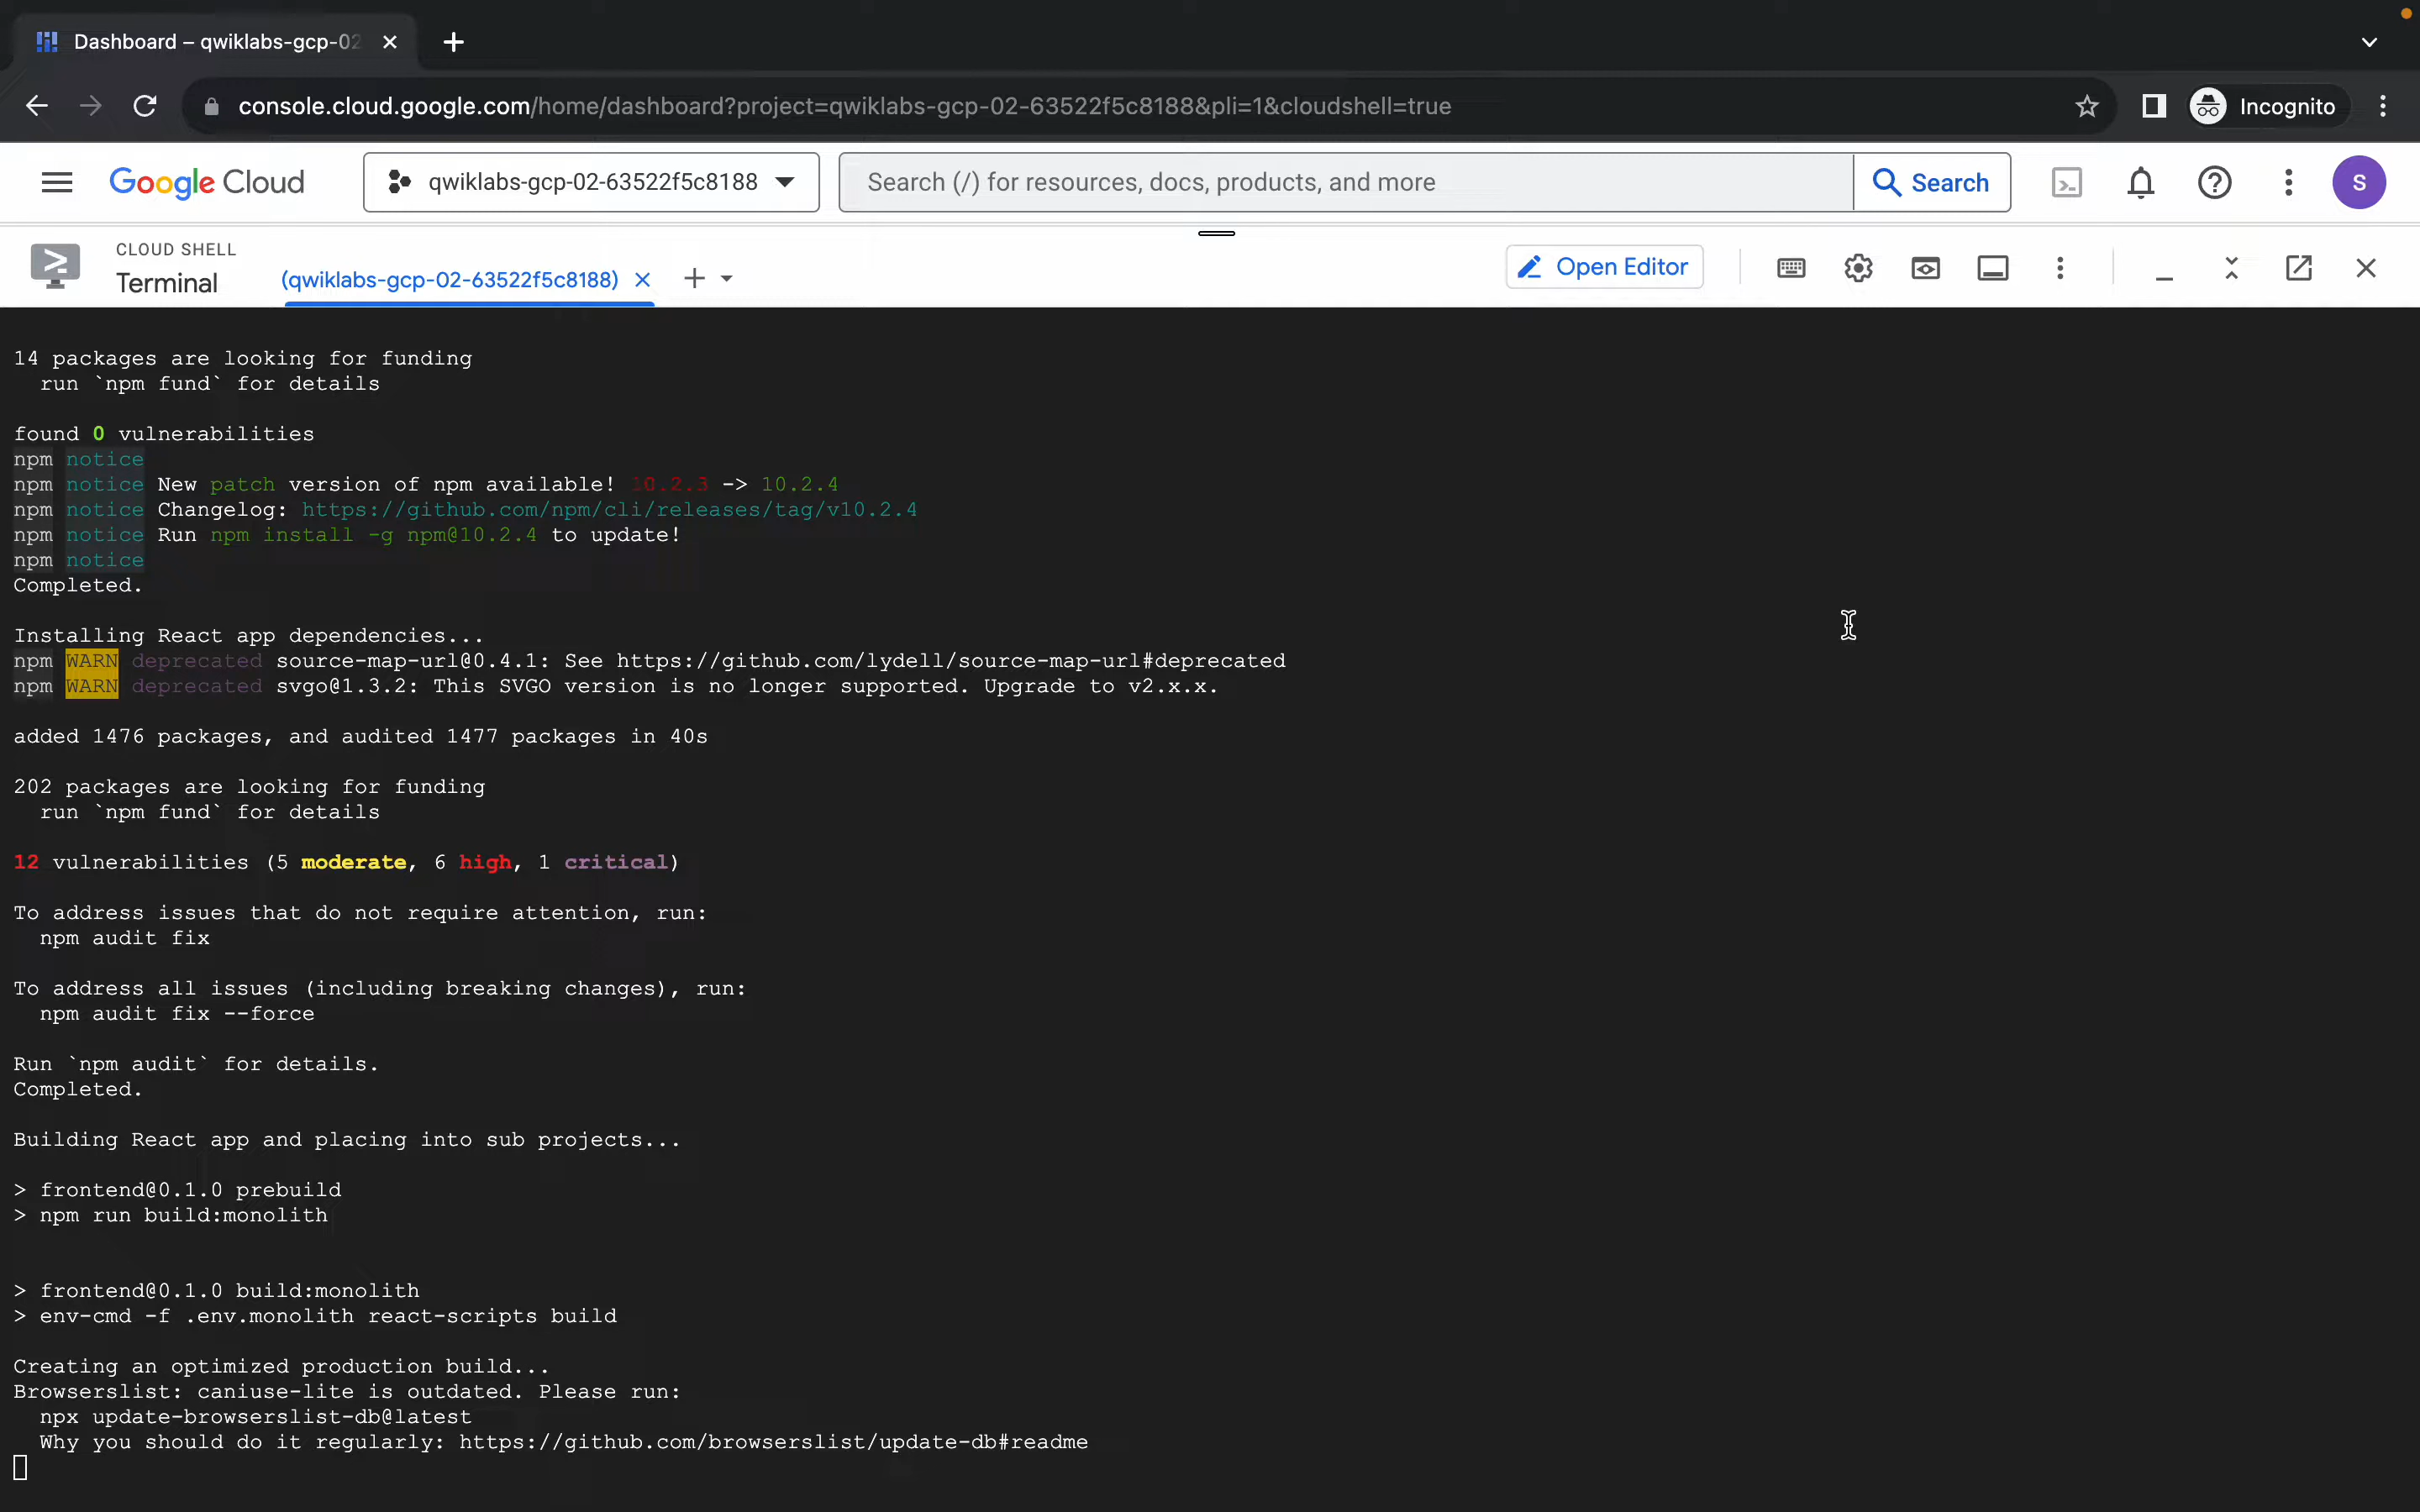 Dashboard – qwiklabs-gcp-02
console.cloud.google.com/home/dashboard?project=qwiklabs-gcp-02-63522f5c8188&pli=1&cloudshell=true
Incognito
Google Cloud
qwiklabs-gcp-02-63522f5c8188
Search (/) for resources, docs, products, and more
Search
S
CLOUD SHELL
Terminal
(qwiklabs-gcp-02-63522f5c8188)
Open Editor
14 packages are looking for funding
run `npm fund` for details
found 0 vulnerabilities
npm notice
npm notice New patch version of npm available! 10.2.3 -> 10.2.4
npm notice Changelog: https://github.com/npm/cli/releases/tag/v10.2.4
npm notice Run npm install -g npm@10.2.4 to update!
npm notice
Completed.
Installing React app dependencies...
npm WARN deprecated source-map-url@0.4.1: See https://github.com/lydell/source-map-url#deprecated
npm WARN deprecated svgo@1.3.2: This SVGO version is no longer supported. Upgrade to v2.x.x.
added 1476 packages, and audited 1477 packages in 40s
202 packages are looking for funding
run `npm fund` for details
12 vulnerabilities (5 moderate, 6 high, 1 critical)
To address issues that do not require attention, run:
npm audit fix
To address all issues (including breaking changes), run:
npm audit fix --force
Run `npm audit` for details.
Completed.
Building React app and placing into sub projects...
> frontend@0.1.0 prebuild
> npm run build:monolith
> frontend@0.1.0 build:monolith
> env-cmd -f .env.monolith react-scripts build
Creating an optimized production build...
Browserslist: caniuse-lite is outdated. Please run:
npx update-browserslist-db@latest
Why you should do it regularly: https://github.com/browserslist/update-db#readme